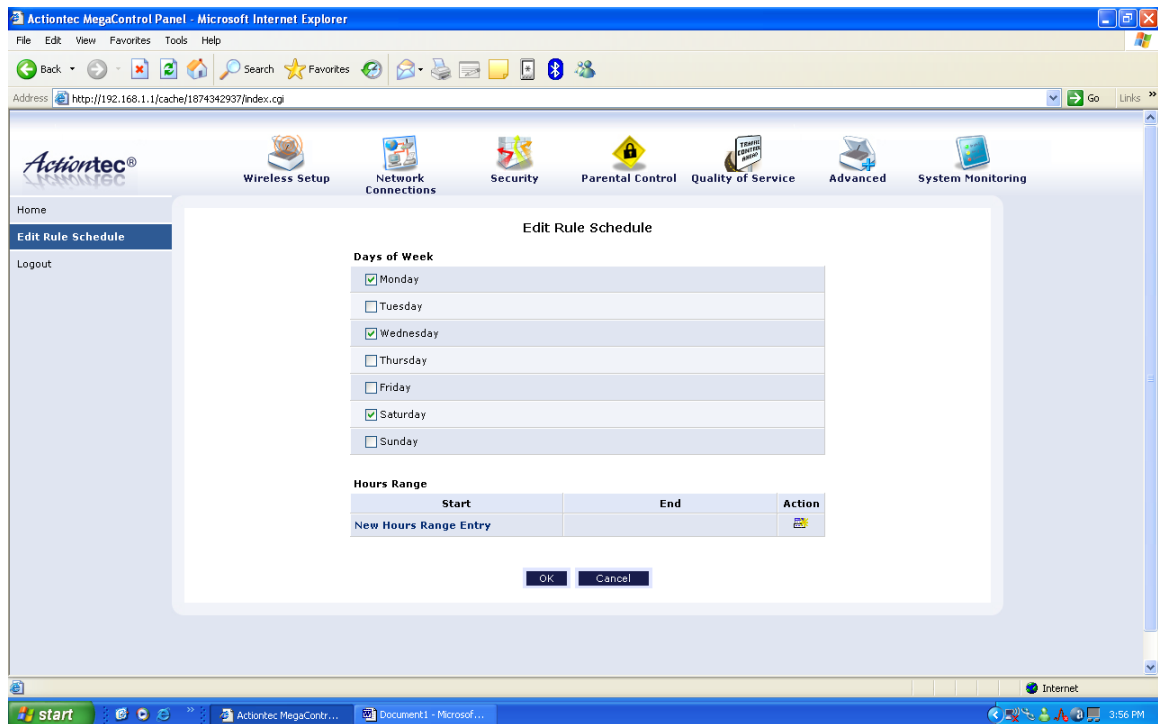 Actiontec MegaControl Panel - Microsoft Internet Explorer
File Edit View Favorites Tools Help
Back Search Favorites
Address http://192.168.1.1/cache/1874342937/index.cgi Go Links »
Actiontec®
Wireless Setup
Network Connections
Security
Parental Control
TRAFFIC CONTROL AHEAD
Quality of Service
Advanced
System Monitoring
Home
Edit Rule Schedule
Logout
Edit Rule Schedule
Days of Week
Monday
Tuesday
Wednesday
Thursday
Friday
Saturday
Sunday
Hours Range
Start End Action
New Hours Range Entry
OK Cancel
Internet
start » Actiontec MegaContr... Document1 - Microsof... 3:56 PM